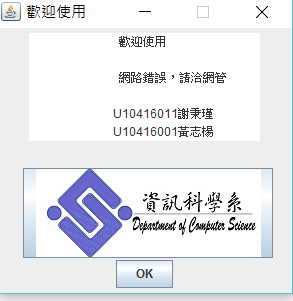 歡迎使用
歡迎使用
網路錯誤，請洽網管
U10416011謝秉瑾
U10416001黃志楊
資訊科學系
Department of Computer Science
OK